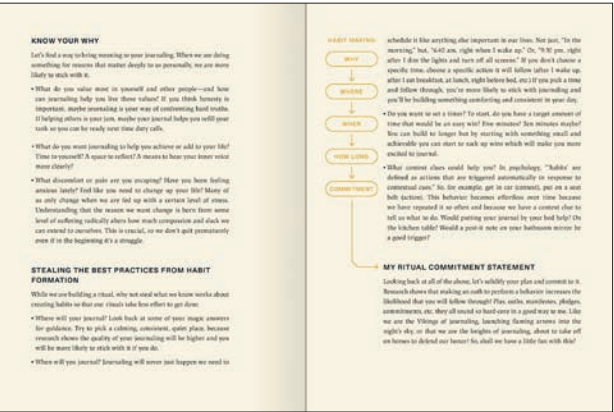 KNOW YOUR WHY
Let's find a way to bring meaning to your journaling. When we are doing
something for reasons that matter deeply to us personally, we are more
likely to stick with it.
• What do you value most in yourself and other people—and how
can journaling help you live those values? If you think honesty is
important, maybe journaling is your way of confronting hard truths.
If helping others is your jam, maybe your journal helps you refill your
tank so you can be ready next time duty calls.
• What do you want journaling to help you achieve or add to your life?
Time to yourself? A space to reflect? A means to hear your inner voice
more clearly?
• What discomfort or pain are you escaping? Have you been feeling
anxious lately? Feel like you need to change up your life? Many of
us only change when we are fed up with a certain level of stress.
Understanding that the reason we want change is born from some
level of suffering radically alters how much compassion and slack we
can extend to ourselves. This is crucial, so we don't quit prematurely
even if in the beginning it's a struggle.
STEALING THE BEST PRACTICES FROM HABIT
FORMATION
While we are building a ritual, why not steal what we know works about
creating habits so that our rituals take less effort to get done:
• Where will your journal? Look back at some of your magic answers
for guidance. Try to pick a calming, consistent, quiet place, because
research shows the quality of your journaling will be higher and you
will be more likely to stick with it if you do.
• When will you journal? Journaling will never just happen we need to
HABIT MAKING:
WHY
WHERE
WHEN
HOW LONG
COMMITMENT
schedule it like anything else important in our lives. Not just, "In the
morning," but, "6:40 am, right when I wake up." Or, "9:30 pm, right
after I dim the lights and turn off all screens." If you don't choose a
specific time, choose a specific action it will follow (after I wake up,
after I eat breakfast, at lunch, right before bed, etc.) If you pick a time
and follow through, you're more likely to stick with journaling and
you'll be building something comforting and consistent in your day.
• Do you want to set a timer? To start, do you have a target amount of
time that would be an easy win? Five minutes? Ten minutes maybe?
You can build to longer but by starting with something small and
achievable you can start to rack up wins which will make you more
excited to journal.
• What context clues could help you? In psychology, "'habits' are
defined as actions that are triggered automatically in response to
contextual cues." So, for example, get in car (context), put on a seat
belt (action). This behavior becomes effortless over time because
we have repeated it so often and because we have a context clue to
tell us what to do. Would putting your journal by your bed help? On
the kitchen table? Would a post-it note on your bathroom mirror be
a good trigger?
MY RITUAL COMMITMENT STATEMENT
Looking back at all of the above, let's solidify your plan and commit to it.
Research shows that making an oath to perform a behavior increases the
likelihood that you will follow through! Plus, oaths, manifestos, pledges,
commitments, etc. they all sound so hard-core in a good way to me. Like
we are the Vikings of journaling, launching flaming arrows into the
night's sky, or that we are the knights of journaling, about to take off
on horses to defend our honor! So, shall we have a little fun with this?